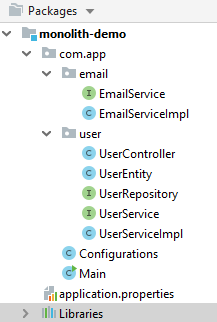 Packages
monolith-demo
com.app
email
I EmailService
C EmailServiceImpl
user
C UserController
C UserEntity
I UserRepository
I UserService
C UserServiceImpl
C Configurations
C Main
application.properties
Libraries